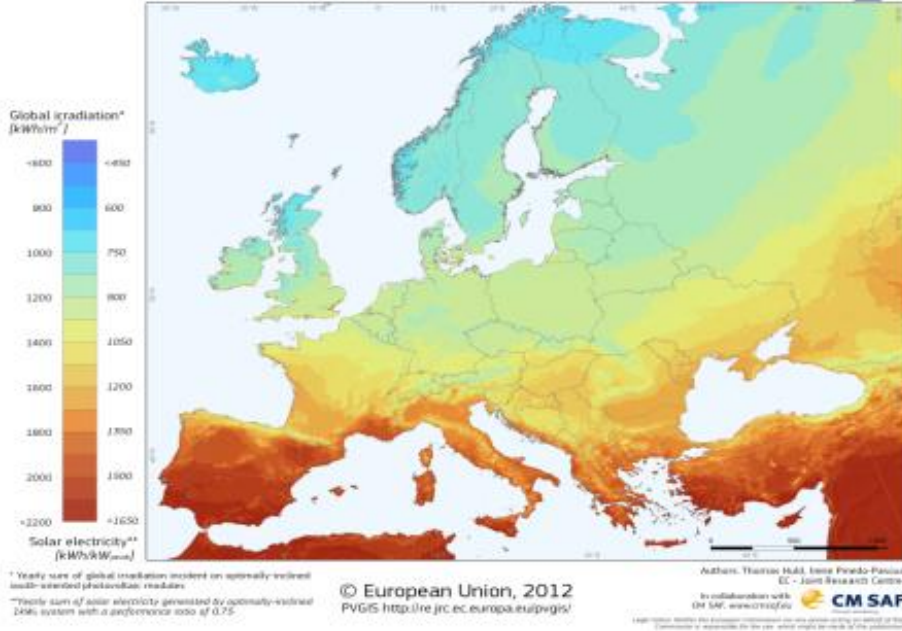 Global irradiation*
[kWh/m²]
<600 <450
800 600
1000 750
1200 900
1400 1050
1600 1200
1800 1350
2000 1500
>2200 >1650
Solar electricity**
[kWh/kWpeak]
* Yearly sum of global irradiation incident on optimally-inclined
south-oriented photovoltaic modules
**Yearly sum of solar electricity generated by optimally-inclined
1kWp system with a performance ratio of 0.75
© European Union, 2012
PVGIS http://re.jrc.ec.europa.eu/pvgis/
Authors: Thomas Huld, Irene Pinedo-Pascua
EC - Joint Research Centre
In collaboration with
CM SAF, www.cmsaf.eu
CM SAF